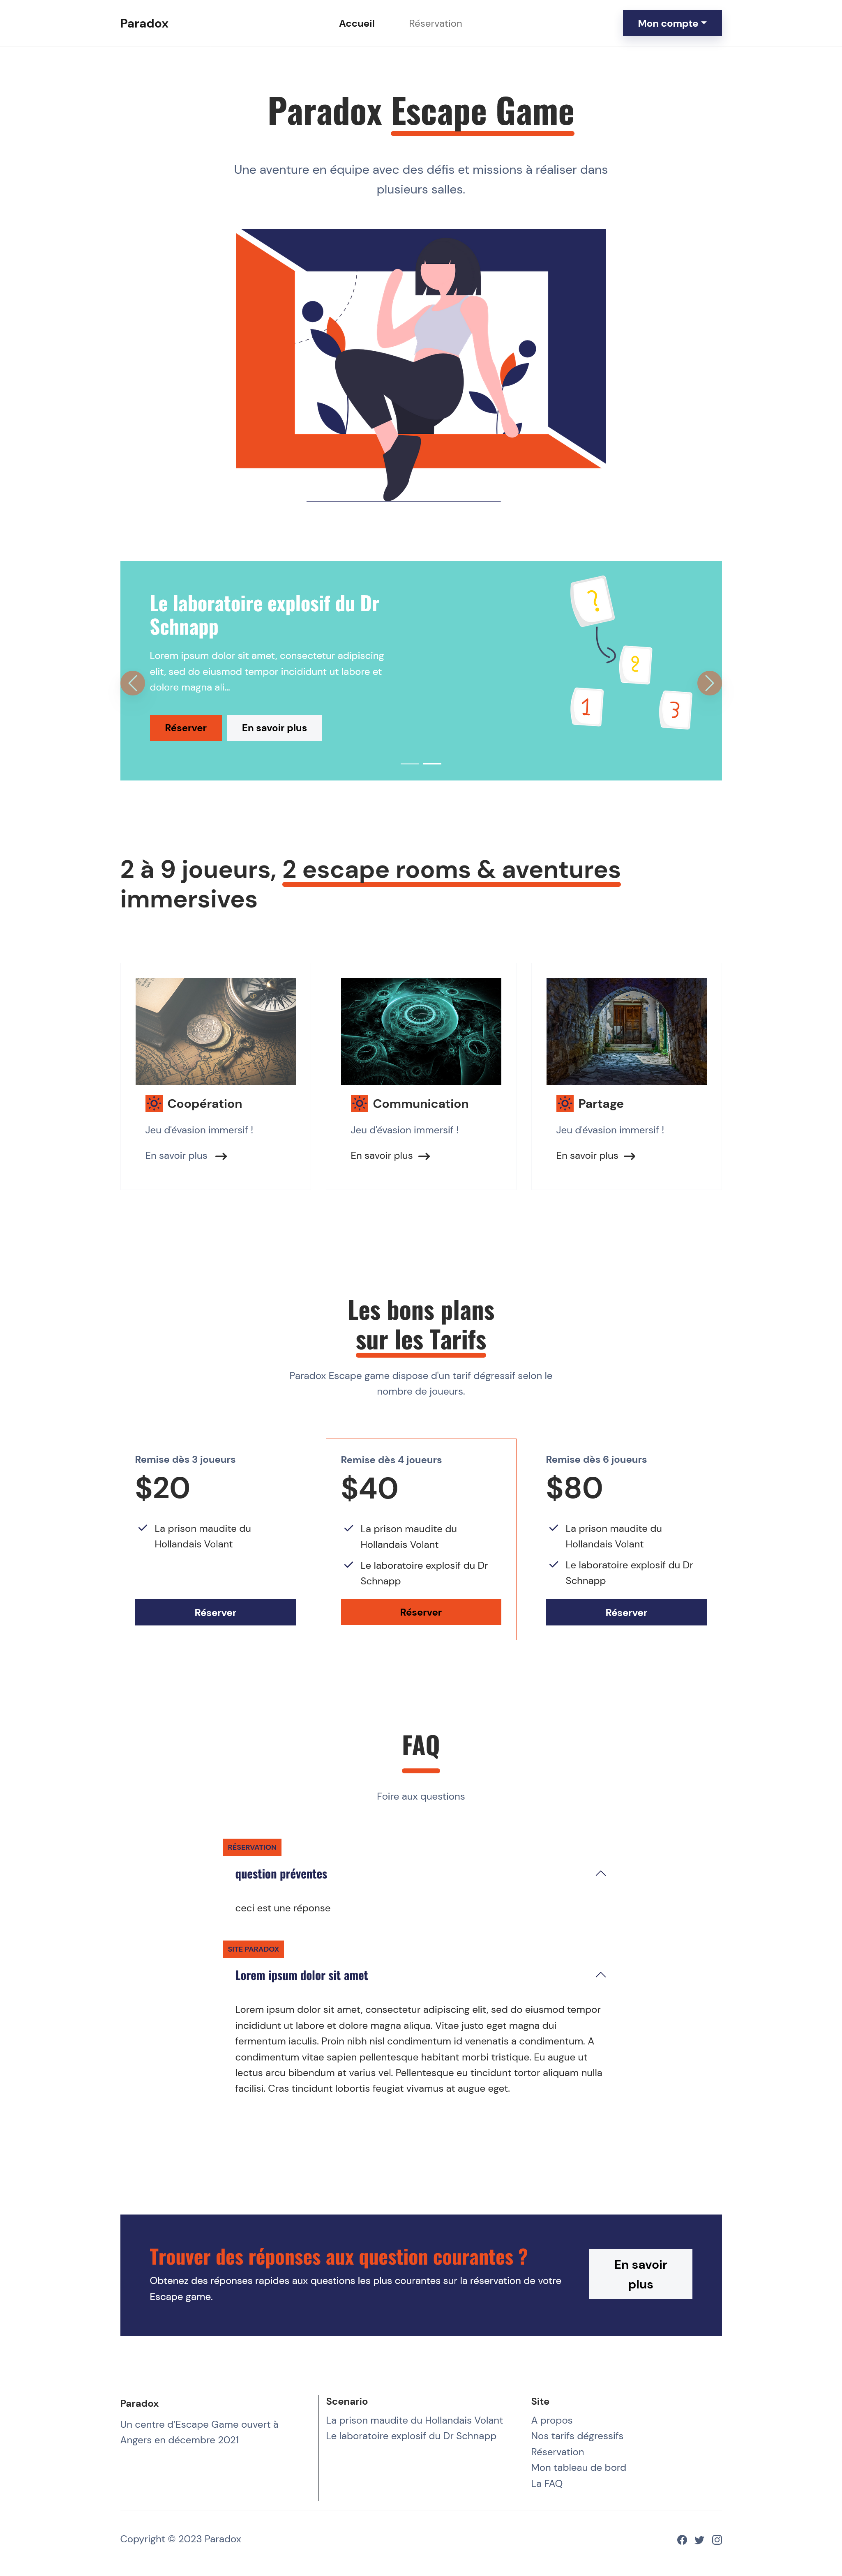 Paradox
Accueil
Réservation
Mon compte
Paradox Escape Game
Une aventure en équipe avec des défis et missions à réaliser dans
plusieurs salles.
Le laboratoire explosif du Dr
Schnapp
Lorem ipsum dolor sit amet, consectetur adipiscing
elit, sed do eiusmod tempor incididunt ut labore et
dolore magna ali...
Réserver
En savoir plus
?
2
1
3
2 à 9 joueurs, 2 escape rooms & aventures
immersives
Coopération
Jeu d'évasion immersif !
En savoir plus
Communication
Jeu d'évasion immersif !
En savoir plus
Partage
Jeu d'évasion immersif !
En savoir plus
Les bons plans
sur les Tarifs
Paradox Escape game dispose d'un tarif dégressif selon le
nombre de joueurs.
Remise dès 3 joueurs
$20
La prison maudite du
Hollandais Volant
Réserver
Remise dès 4 joueurs
$40
La prison maudite du
Hollandais Volant
Le laboratoire explosif du Dr
Schnapp
Réserver
Remise dès 6 joueurs
$80
La prison maudite du
Hollandais Volant
Le laboratoire explosif du Dr
Schnapp
Réserver
FAQ
Foire aux questions
RÉSERVATION
question préventes
ceci est une réponse
SITE PARADOX
Lorem ipsum dolor sit amet
Lorem ipsum dolor sit amet, consectetur adipiscing elit, sed do eiusmod tempor
incididunt ut labore et dolore magna aliqua. Vitae justo eget magna dui
fermentum iaculis. Proin nibh nisl condimentum id venenatis a condimentum. A
condimentum vitae sapien pellentesque habitant morbi tristique. Eu augue ut
lectus arcu bibendum at varius vel. Pellentesque eu tincidunt tortor aliquam nulla
facilisi. Cras tincidunt lobortis feugiat vivamus at augue eget.
Trouver des réponses aux question courantes ?
Obtenez des réponses rapides aux questions les plus courantes sur la réservation de votre
Escape game.
En savoir
plus
Paradox
Un centre d'Escape Game ouvert à
Angers en décembre 2021
Scenario
La prison maudite du Hollandais Volant
Le laboratoire explosif du Dr Schnapp
Site
A propos
Nos tarifs dégressifs
Réservation
Mon tableau de bord
La FAQ
Copyright © 2023 Paradox